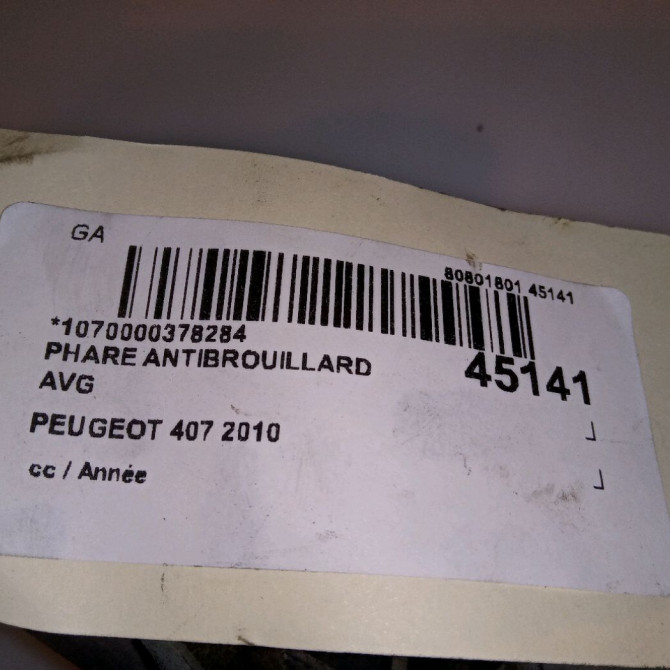 GA
80801801 45141
*1070000378284
45141
PHARE ANTIBROUILLARD
AVG
PEUGEOT 407 2010
cc / Année